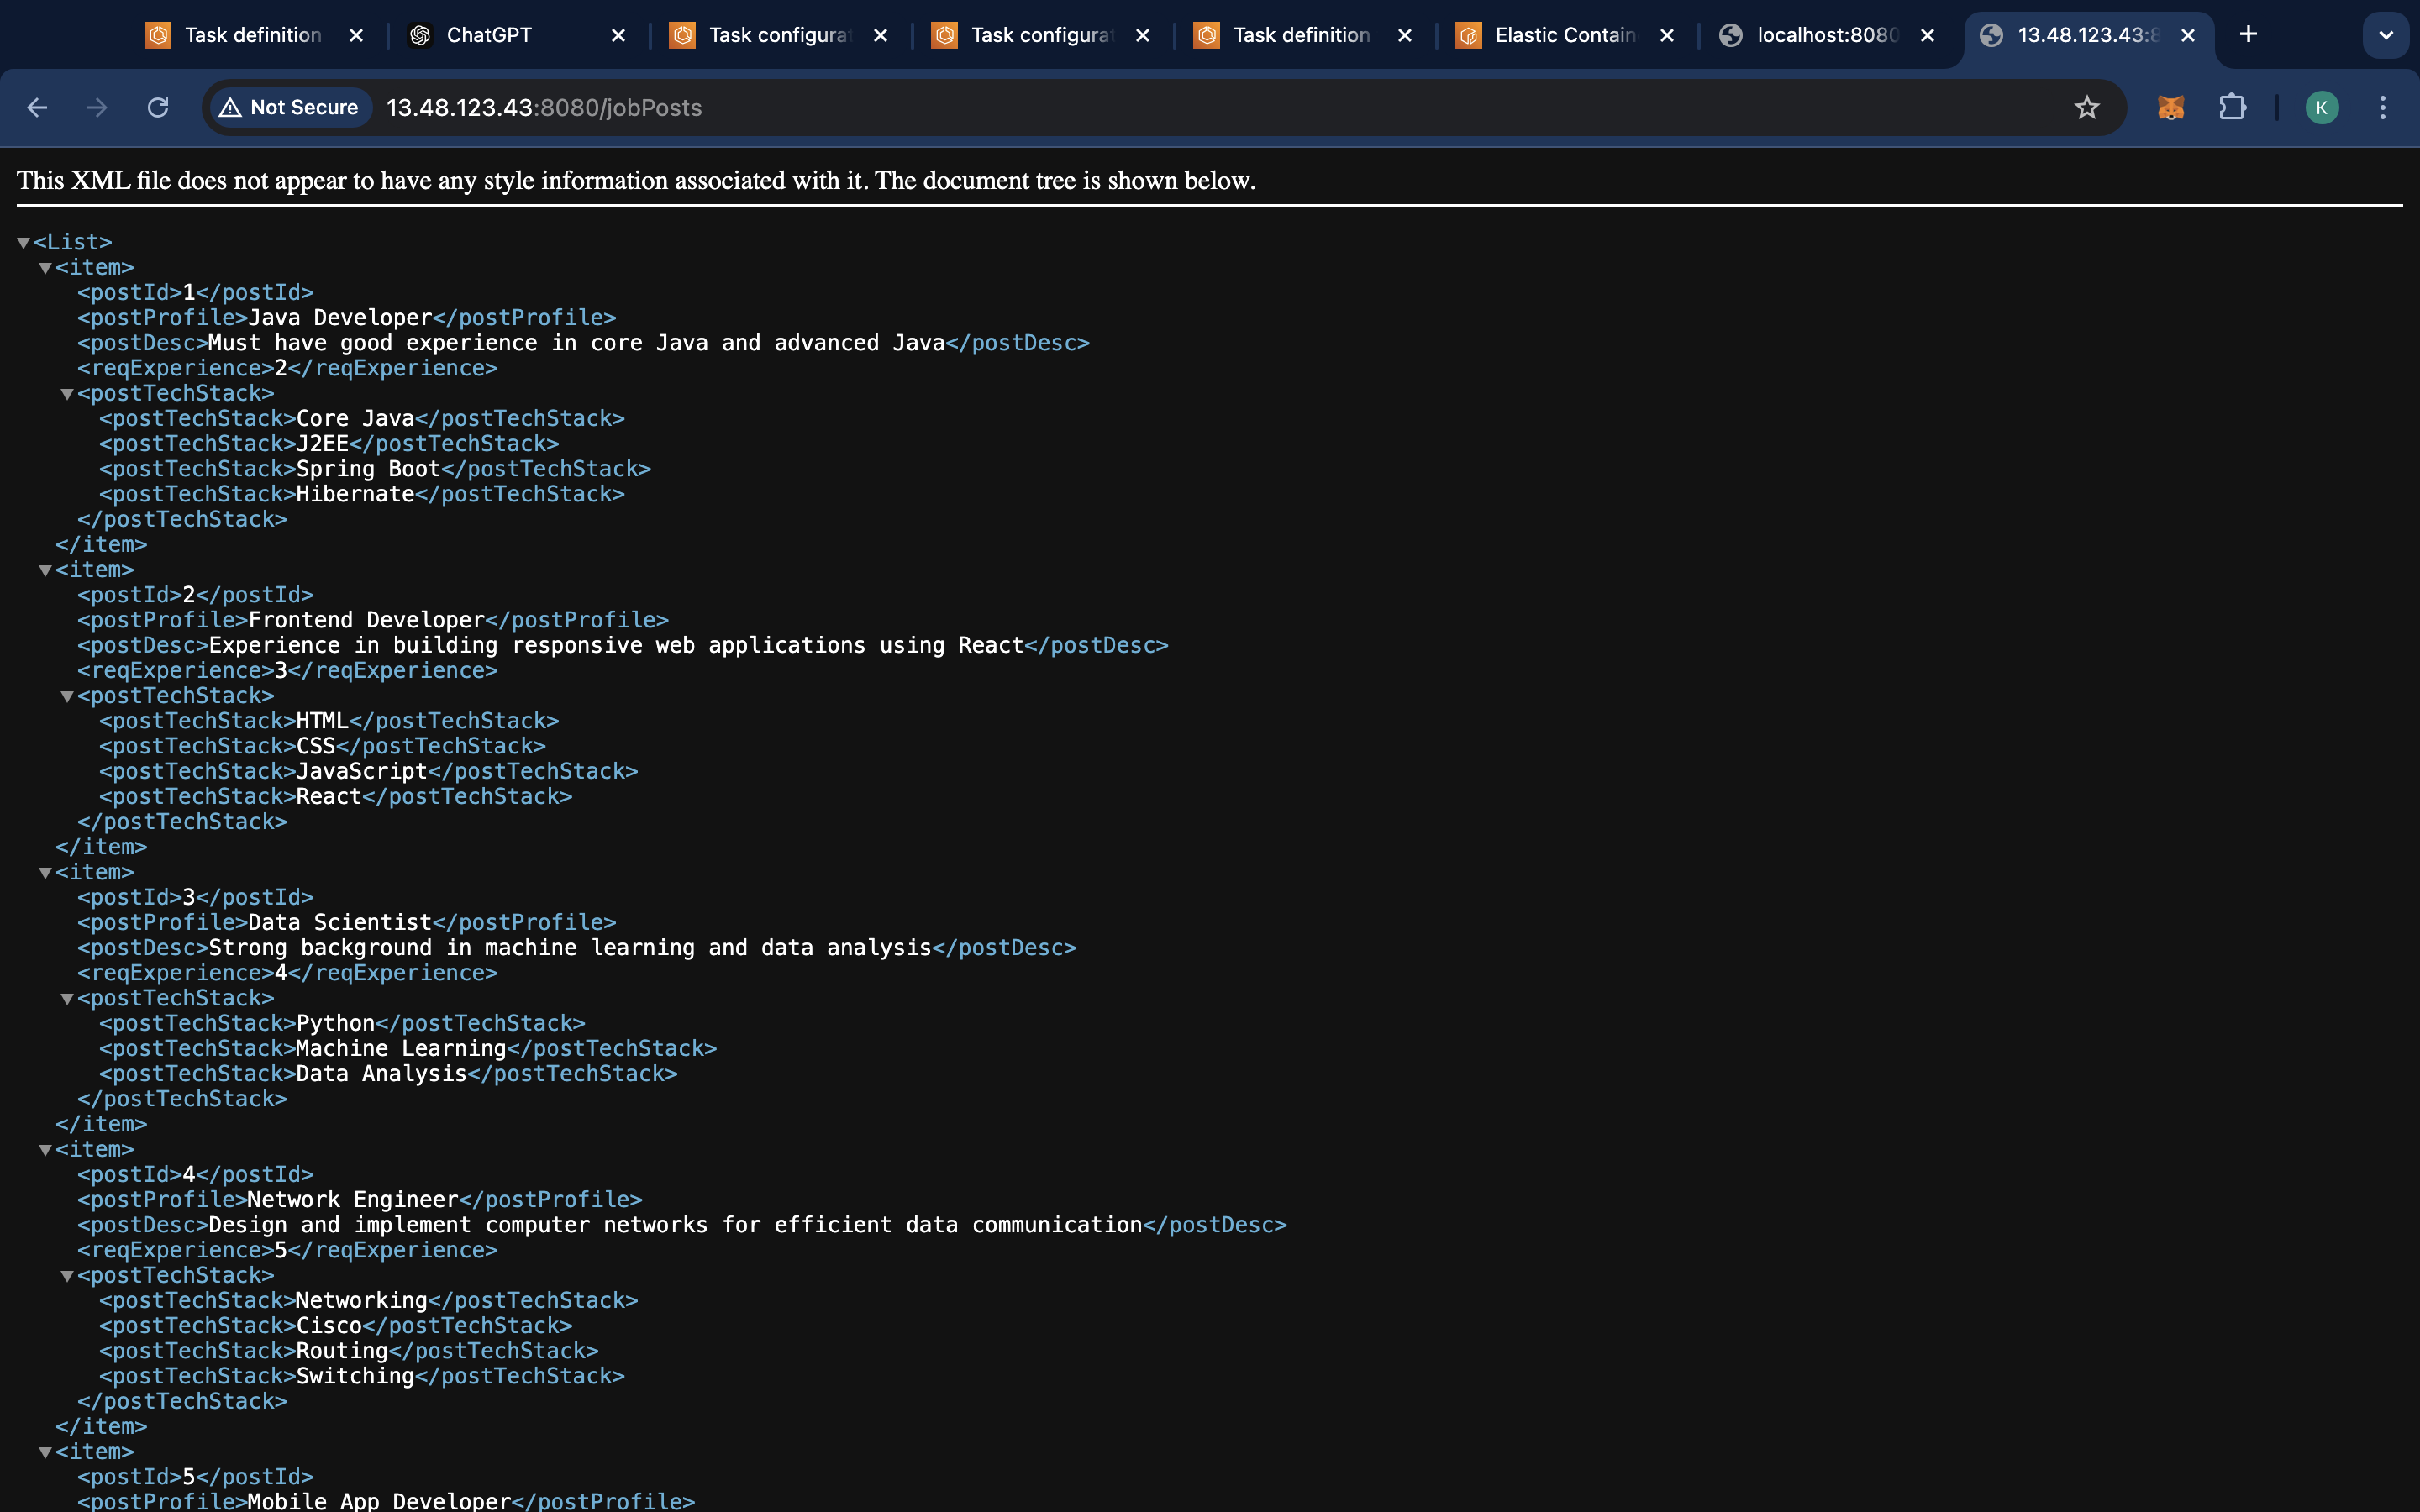 Task definition
ChatGPT
Task configurat
Task configurat
Task definition
Elastic Contain
localhost:8080
13.48.123.43:8
Not Secure
13.48.123.43:8080/jobPosts
K
This XML file does not appear to have any style information associated with it. The document tree is shown below.
▼<List>
▼<item>
<postId>1</postId>
<postProfile>Java Developer</postProfile>
<postDesc>Must have good experience in core Java and advanced Java</postDesc>
<reqExperience>2</reqExperience>
▼<postTechStack>
<postTechStack>Core Java</postTechStack>
<postTechStack>J2EE</postTechStack>
<postTechStack>Spring Boot</postTechStack>
<postTechStack>Hibernate</postTechStack>
</postTechStack>
</item>
▼<item>
<postId>2</postId>
<postProfile>Frontend Developer</postProfile>
<postDesc>Experience in building responsive web applications using React</postDesc>
<reqExperience>3</reqExperience>
▼<postTechStack>
<postTechStack>HTML</postTechStack>
<postTechStack>CSS</postTechStack>
<postTechStack>JavaScript</postTechStack>
<postTechStack>React</postTechStack>
</postTechStack>
</item>
▼<item>
<postId>3</postId>
<postProfile>Data Scientist</postProfile>
<postDesc>Strong background in machine learning and data analysis</postDesc>
<reqExperience>4</reqExperience>
▼<postTechStack>
<postTechStack>Python</postTechStack>
<postTechStack>Machine Learning</postTechStack>
<postTechStack>Data Analysis</postTechStack>
</postTechStack>
</item>
▼<item>
<postId>4</postId>
<postProfile>Network Engineer</postProfile>
<postDesc>Design and implement computer networks for efficient data communication</postDesc>
<reqExperience>5</reqExperience>
▼<postTechStack>
<postTechStack>Networking</postTechStack>
<postTechStack>Cisco</postTechStack>
<postTechStack>Routing</postTechStack>
<postTechStack>Switching</postTechStack>
</postTechStack>
</item>
▼<item>
<postId>5</postId>
<postProfile>Mobile App Developer</postProfile>